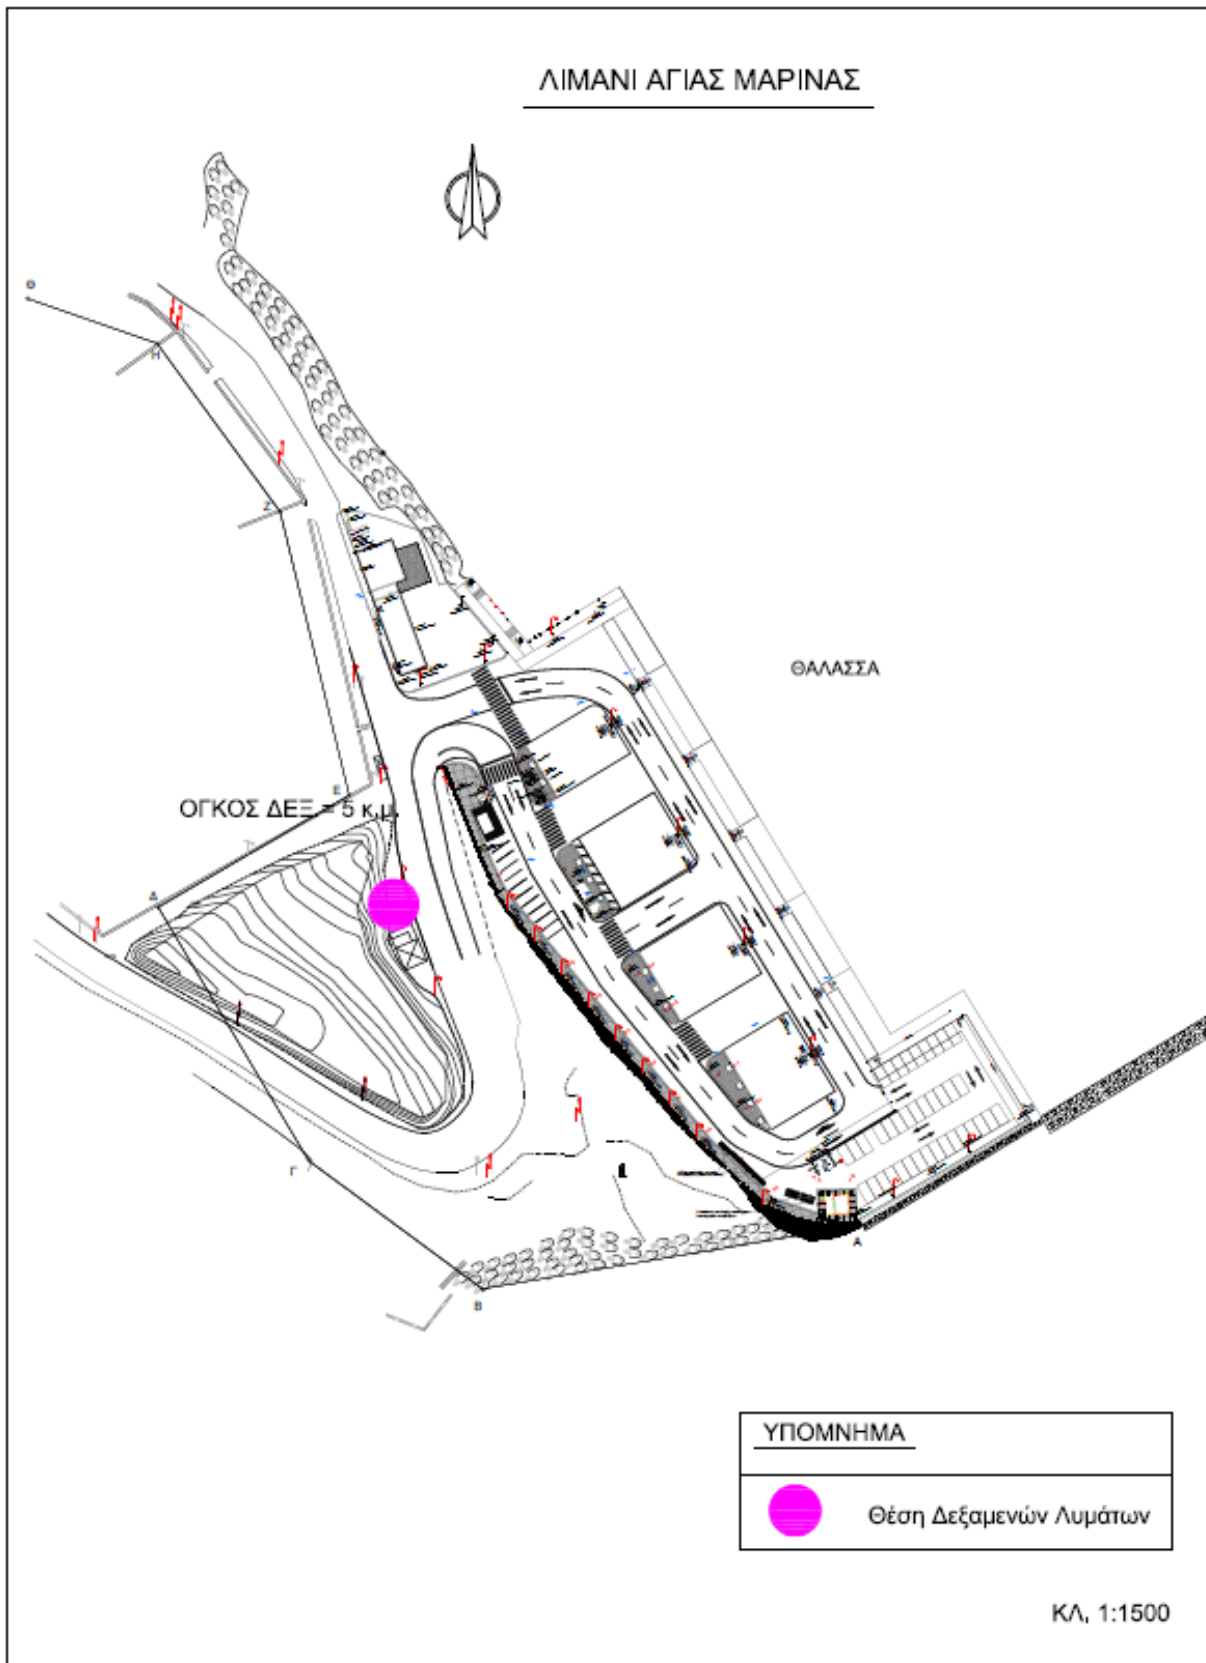 ΛΙΜΑΝΙ ΑΓΙΑΣ ΜΑΡΙΝΑΣ
Θ
Η
Ζ
ΘΑΛΑΣΣΑ
Ε
ΟΓΚΟΣ ΔΕΞ.= 5 κ.μ.
Δ
Γ
Α
Β
ΥΠΟΜΝΗΜΑ
Θέση Δεξαμενών Λυμάτων
ΚΛ, 1:1500